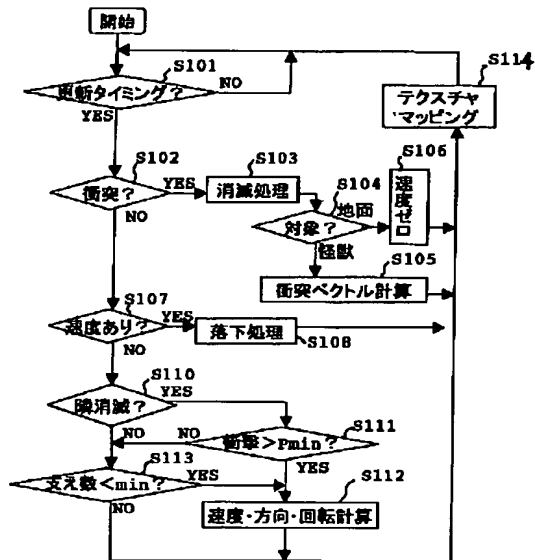 開始
S101
更新タイミング?
NO
YES
S114
テクスチャ
マッピング
S102
衝突?
YES
NO
S103
消滅処理
S104
対象?
地面
怪獣
S106
速度ゼロ
S105
衝突ベクトル計算
S107
速度あり?
YES
NO
落下処理
S108
S110
瞬消滅?
YES
NO
S111
衝撃>Pmin?
NO
YES
S113
支え数<min?
YES
NO
S112
速度・方向・回転計算